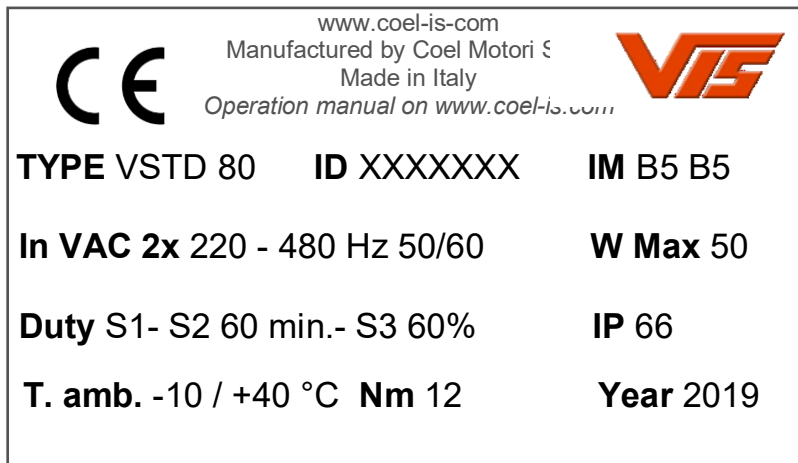 www.coel-is-com
Manufactured by Coel Motori
Made in Italy
Operation manual on www.coel-is.com
CE
VIS
TYPE VSTD 80 ID XXXXXXX IM B5 B5
In VAC 2x 220 - 480 Hz 50/60 W Max 50
Duty S1- S2 60 min.- S3 60% IP 66
T. amb. -10 / +40 °C Nm 12 Year 2019